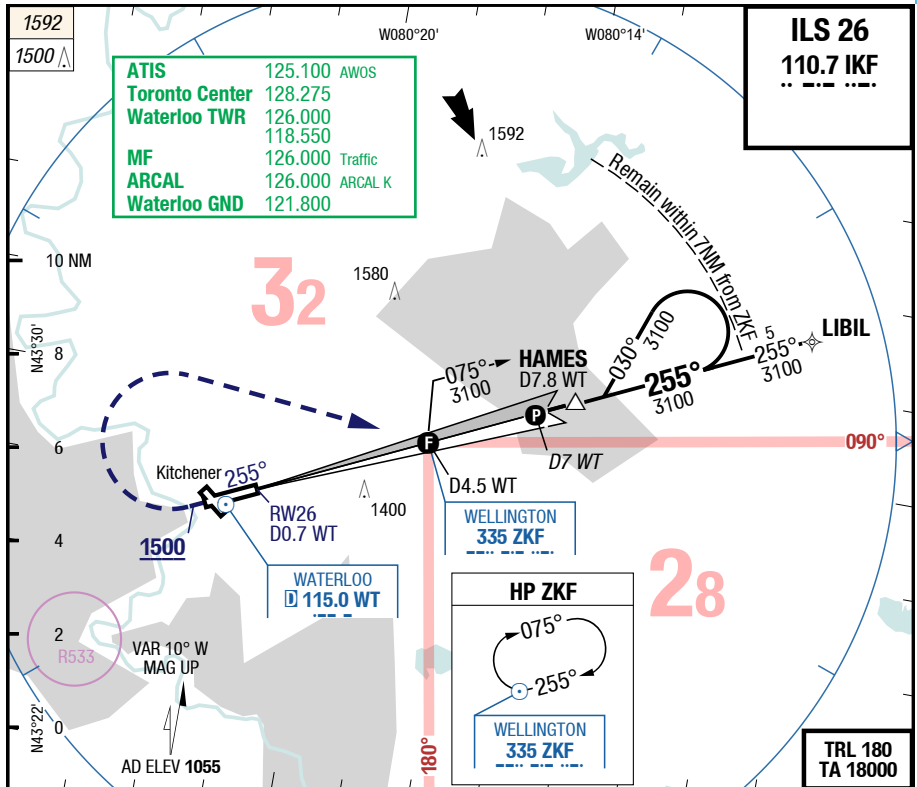 1592
1500
ATIS 125.100 AWOS
Toronto Center 128.275
Waterloo TWR 126.000
118.550
MF 126.000 Traffic
ARCAL 126.000 ARCAL K
Waterloo GND 121.800
W080°20'
W080°14'
ILS 26
110.7 IKF
1592
Remain within 7NM from ZKF
10 NM
32
1580
N43°30'
8
HAMES
D7.8 WT
075°
3100
030°
3100
255°
3100
5
255°
3100
LIBIL
P
D7 WT
F
D4.5 WT
6
090°
Kitchener
255°
RW26
D0.7 WT
1400
WELLINGTON
335 ZKF
4
1500
WATERLOO
D 115.0 WT
28
HP ZKF
075°
255°
WELLINGTON
335 ZKF
2
R533
VAR 10° W
MAG UP
N43°22'
0
AD ELEV 1055
180°
TRL 180
TA 18000